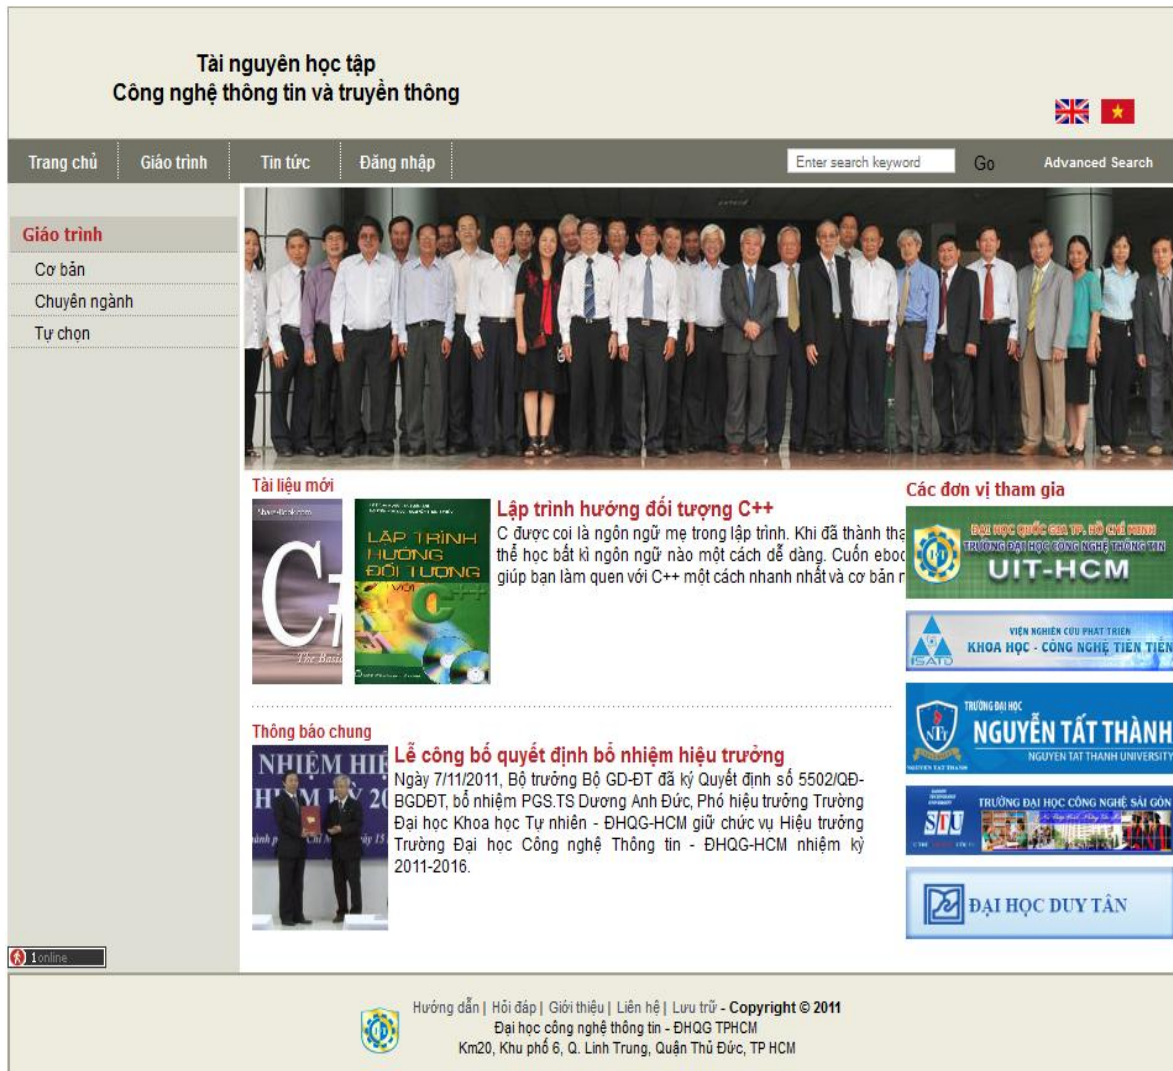 Tài nguyên học tập
Công nghệ thông tin và truyền thông
Trang chủ
Giáo trình
Tin tức
Đăng nhập
Enter search keyword
Go
Advanced Search
Giáo trình
Cơ bản
Chuyên ngành
Tự chọn
Tài liệu mới
Share-Book.com
C#
The Basi
LẬP TRÌNH
HƯỚNG
ĐỐI TƯỢNG
VỚI
C++
Lập trình hướng đối tượng C++
C được coi là ngôn ngữ mẹ trong lập trình. Khi đã thành thạ
thể học bất kì ngôn ngữ nào một cách dễ dàng. Cuốn eboo
giúp bạn làm quen với C++ một cách nhanh nhất và cơ bản n
Các đơn vị tham gia
ĐẠI HỌC QUỐC GIA TP. HỒ CHÍ MINH
TRƯỜNG ĐẠI HỌC CÔNG NGHỆ THÔNG TIN
UIT-HCM
ISATD
VIỆN NGHIÊN CỨU PHÁT TRIỂN
KHOA HỌC - CÔNG NGHỆ TIÊN TIẾN
TRƯỜNG ĐẠI HỌC
NGUYỄN TẤT THÀNH
NGUYEN TAT THANH UNIVERSITY
NTT
NGUYEN TAT THANH
STU
TRƯỜNG ĐẠI HỌC CÔNG NGHỆ SÀI GÒN
ĐẠI HỌC DUY TÂN
Thông báo chung
NHIỆM HIỆ
Lễ công bố quyết định bổ nhiệm hiệu trưởng
Ngày 7/11/2011, Bộ trưởng Bộ GD-ĐT đã ký Quyết định số 5502/QĐ-
BGDĐT, bổ nhiệm PGS.TS Dương Anh Đức, Phó hiệu trưởng Trường
Đại học Khoa học Tự nhiên - ĐHQG-HCM giữ chức vụ Hiệu trưởng
Trường Đại học Công nghệ Thông tin - ĐHQG-HCM nhiệm kỳ
2011-2016.
1 online
Hướng dẫn | Hỏi đáp | Giới thiệu | Liên hệ | Lưu trữ - Copyright © 2011
Đại học công nghệ thông tin - ĐHQG TPHCM
Km20, Khu phố 6, Q. Linh Trung, Quận Thủ Đức, TP HCM